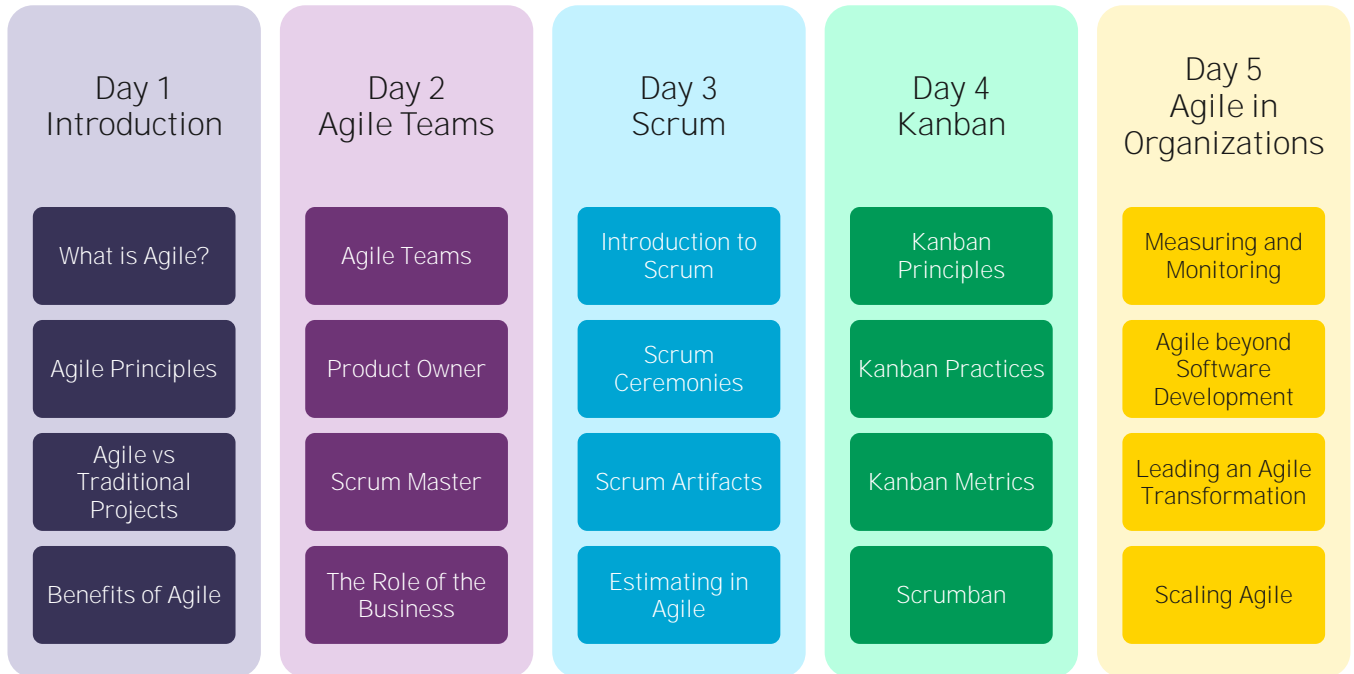 Day 1
Introduction
What is Agile?
Agile Principles
Agile vs
Traditional
Projects
Benefits of Agile
Day 2
Agile Teams
Agile Teams
Product Owner
Scrum Master
The Role of the
Business
Day 3
Scrum
Introduction to
Scrum
Scrum
Ceremonies
Scrum Artifacts
Estimating in
Agile
Day 4
Kanban
Kanban
Principles
Kanban Practices
Kanban Metrics
Scrumban
Day 5
Agile in
Organizations
Measuring and
Monitoring
Agile beyond
Software
Development
Leading an Agile
Transformation
Scaling Agile